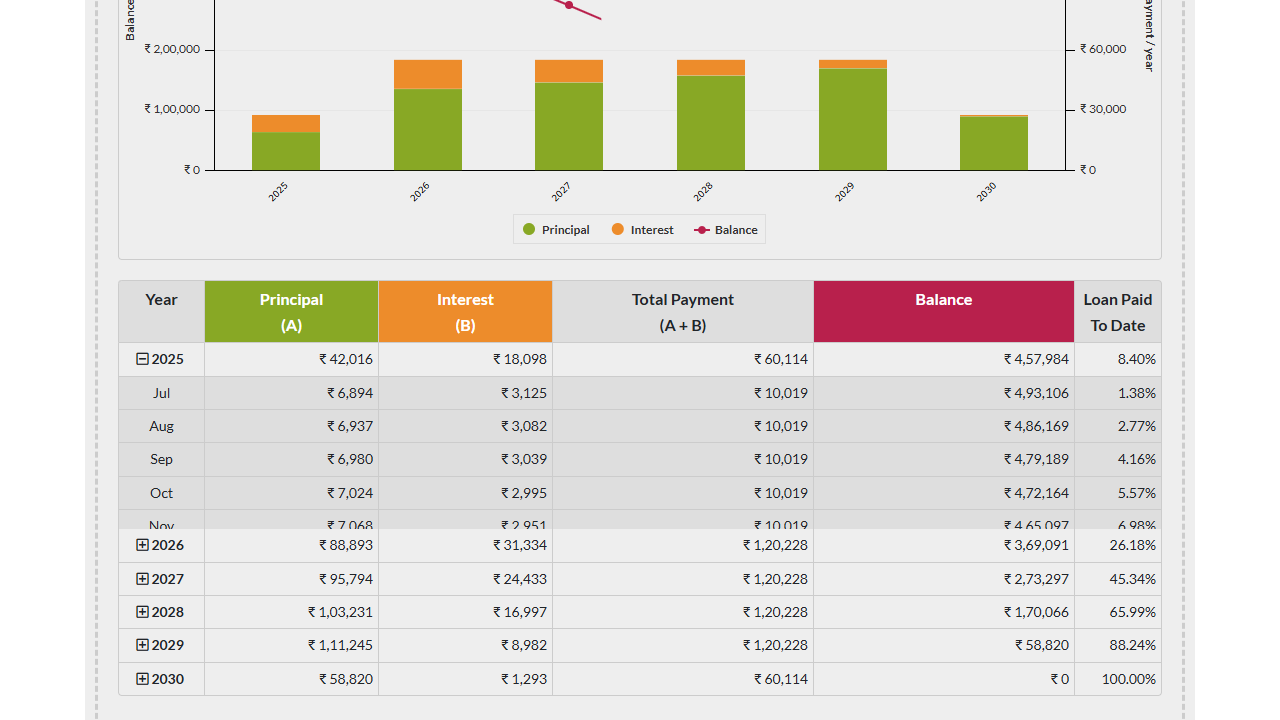 Balance
ayment / year
₹ 2,00,000
₹ 60,000
₹ 1,00,000
₹ 30,000
₹ 0
₹ 0
2025 2026 2027 2028 2029 2030
Principal Interest Balance
Year Principal Interest Total Payment Balance Loan Paid
(A) (B) (A + B) To Date
2025 ₹ 42,016 ₹ 18,098 ₹ 60,114 ₹ 4,57,984 8.40%
Jul ₹ 6,894 ₹ 3,125 ₹ 10,019 ₹ 4,93,106 1.38%
Aug ₹ 6,937 ₹ 3,082 ₹ 10,019 ₹ 4,86,169 2.77%
Sep ₹ 6,980 ₹ 3,039 ₹ 10,019 ₹ 4,79,189 4.16%
Oct ₹ 7,024 ₹ 2,995 ₹ 10,019 ₹ 4,72,164 5.57%
Nov ₹ 7,068 ₹ 2,951 ₹ 10,019 ₹ 4,65,097 6.98%
2026 ₹ 88,893 ₹ 31,334 ₹ 1,20,228 ₹ 3,69,091 26.18%
2027 ₹ 95,794 ₹ 24,433 ₹ 1,20,228 ₹ 2,73,297 45.34%
2028 ₹ 1,03,231 ₹ 16,997 ₹ 1,20,228 ₹ 1,70,066 65.99%
2029 ₹ 1,11,245 ₹ 8,982 ₹ 1,20,228 ₹ 58,820 88.24%
2030 ₹ 58,820 ₹ 1,293 ₹ 60,114 ₹ 0 100.00%